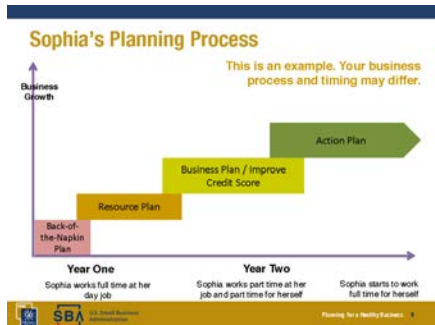 Sophia's Planning Process
This is an example. Your business
process and timing may differ.
Business
Growth
Action Plan
Business Plan / Improve
Credit Score
Resource Plan
Back-of-
the-Napkin
Plan
Year One
Sophia works full time at her
day job
Year Two
Sophia works part time at her
job and part time for herself
Sophia starts to work
full time for herself
SBA
U.S. Small Business
Administration
Planning for a Healthy Business